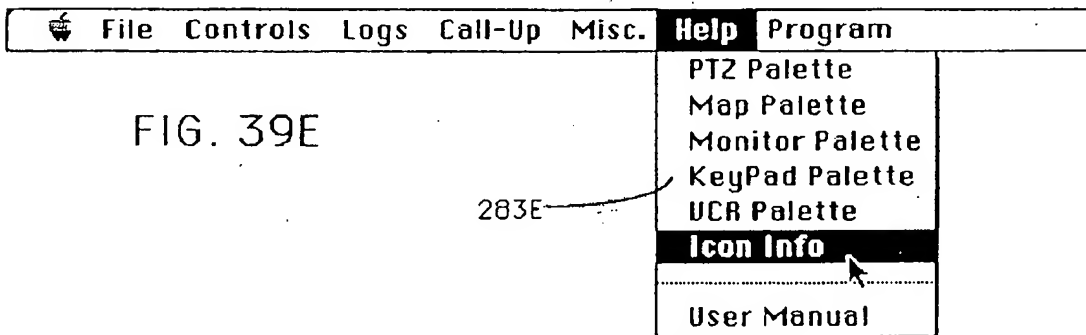 File Controls Logs Call-Up Misc. Help Program
PTZ Palette
Map Palette
FIG. 39E
Monitor Palette
KeyPad Palette
283E
VCR Palette
Icon Info
User Manual